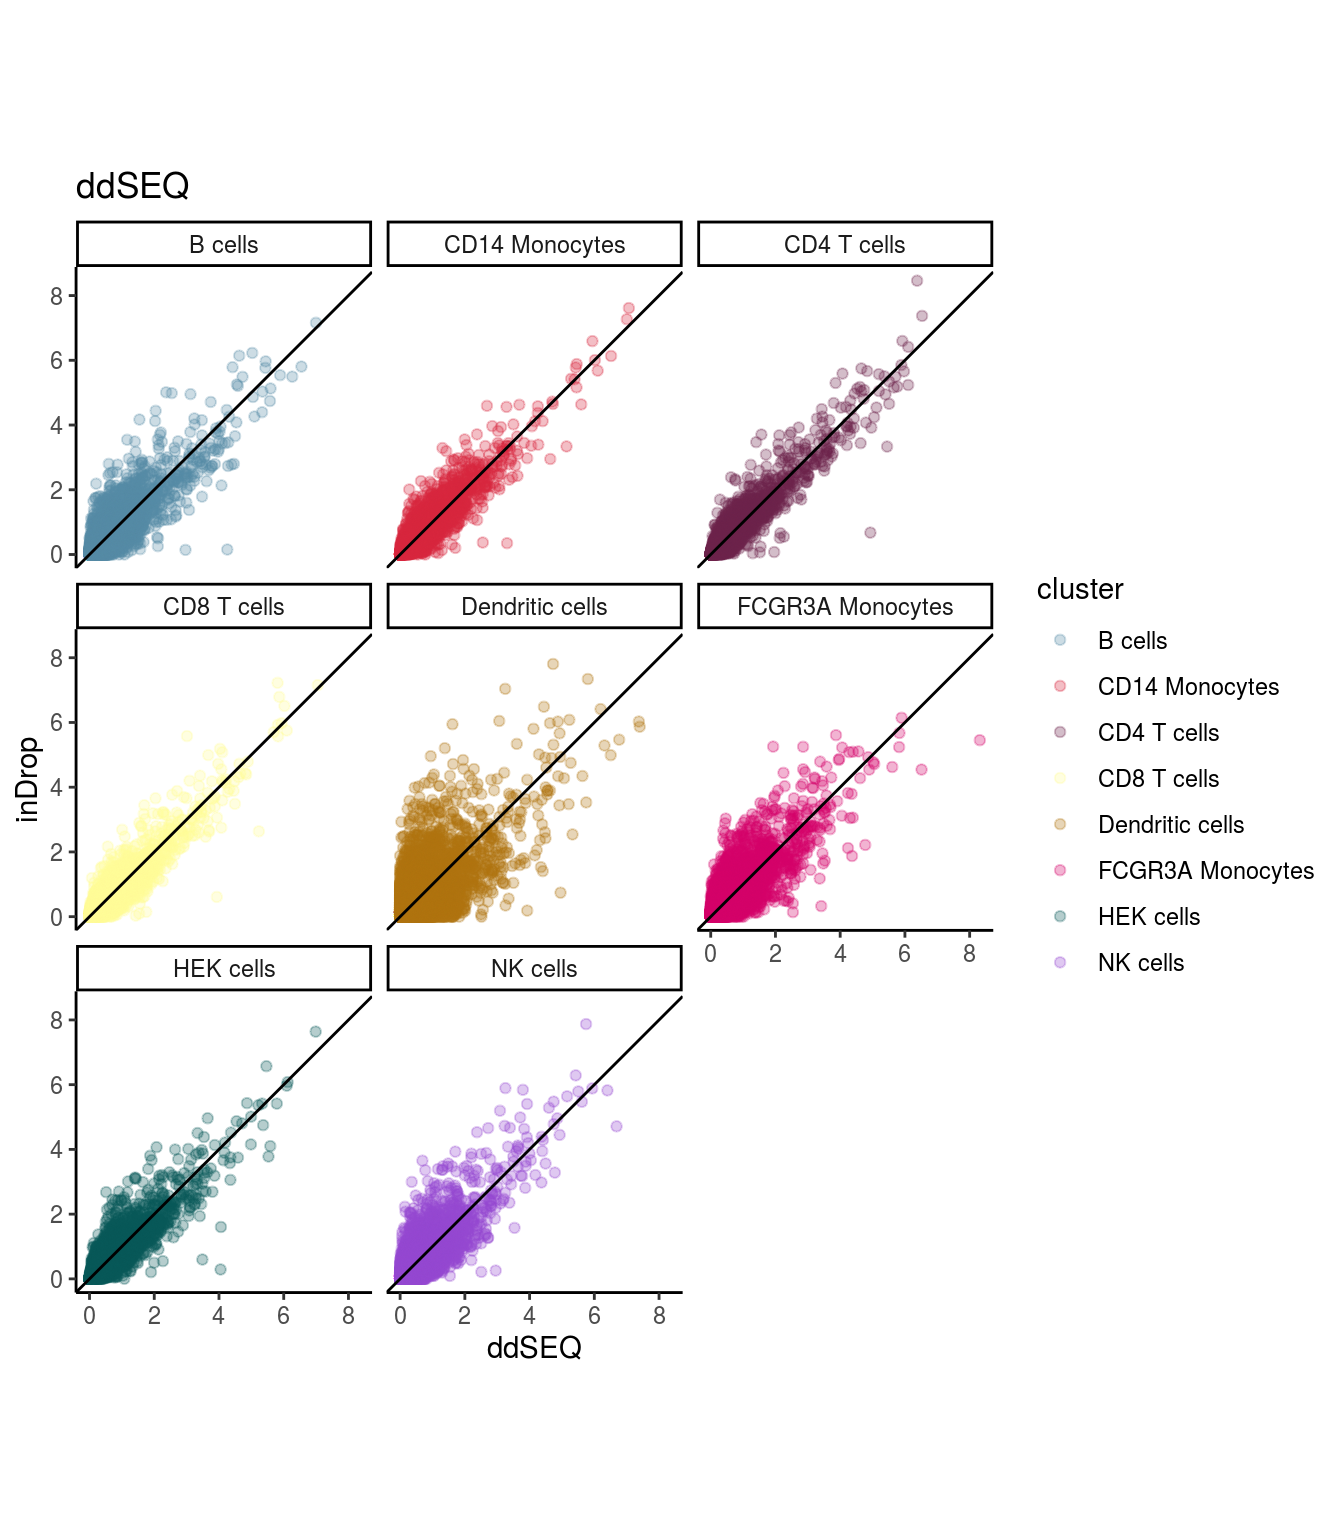 ddSEQ
B cells
CD14 Monocytes
CD4 T cells
8
6
4
2
0
CD8 T cells
Dendritic cells
FCGR3A Monocytes
8
6
4
2
0
0 2 4 6 8
HEK cells
NK cells
8
6
4
2
0
0 2 4 6 8
0 2 4 6 8
ddSEQ
inDrop
cluster
B cells
CD14 Monocytes
CD4 T cells
CD8 T cells
Dendritic cells
FCGR3A Monocytes
HEK cells
NK cells